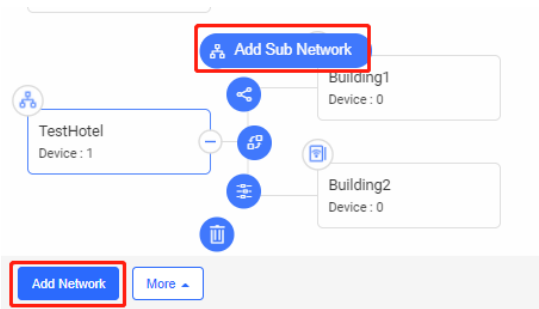 Add Sub Network
Building1
Device : 0
TestHotel
Device : 1
Building2
Device : 0
Add Network
More